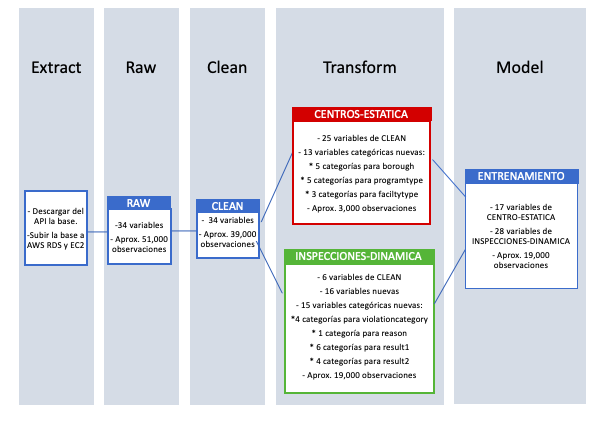 Extract
Raw
Clean
Transform
Model
- Descargar del
API la base.
-Subir la base a
AWS RDS y EC2
RAW
-34 variables
- Aprox. 51,000
observaciones
CLEAN
- 34 variables
- Aprox. 39,000
observaciones
CENTROS-ESTATICA
- 25 variables de CLEAN
- 13 variables categóricas nuevas:
* 5 categorías para borough
* 5 categorías para programtype
* 3 categorías para faciltytype
- Aprox. 3,000 observaciones
INSPECCIONES-DINAMICA
- 6 variables de CLEAN
- 16 variables nuevas
- 15 variables categóricas nuevas:
*4 categorías para violationcategory
* 1 categoría para reason
* 6 categorías para result1
* 4 categorías para result2
- Aprox. 19,000 observaciones
ENTRENAMIENTO
- 17 variables de
CENTRO-ESTATICA
- 28 variables de
INSPECCIONES-DINAMICA
- Aprox. 19,000
observaciones